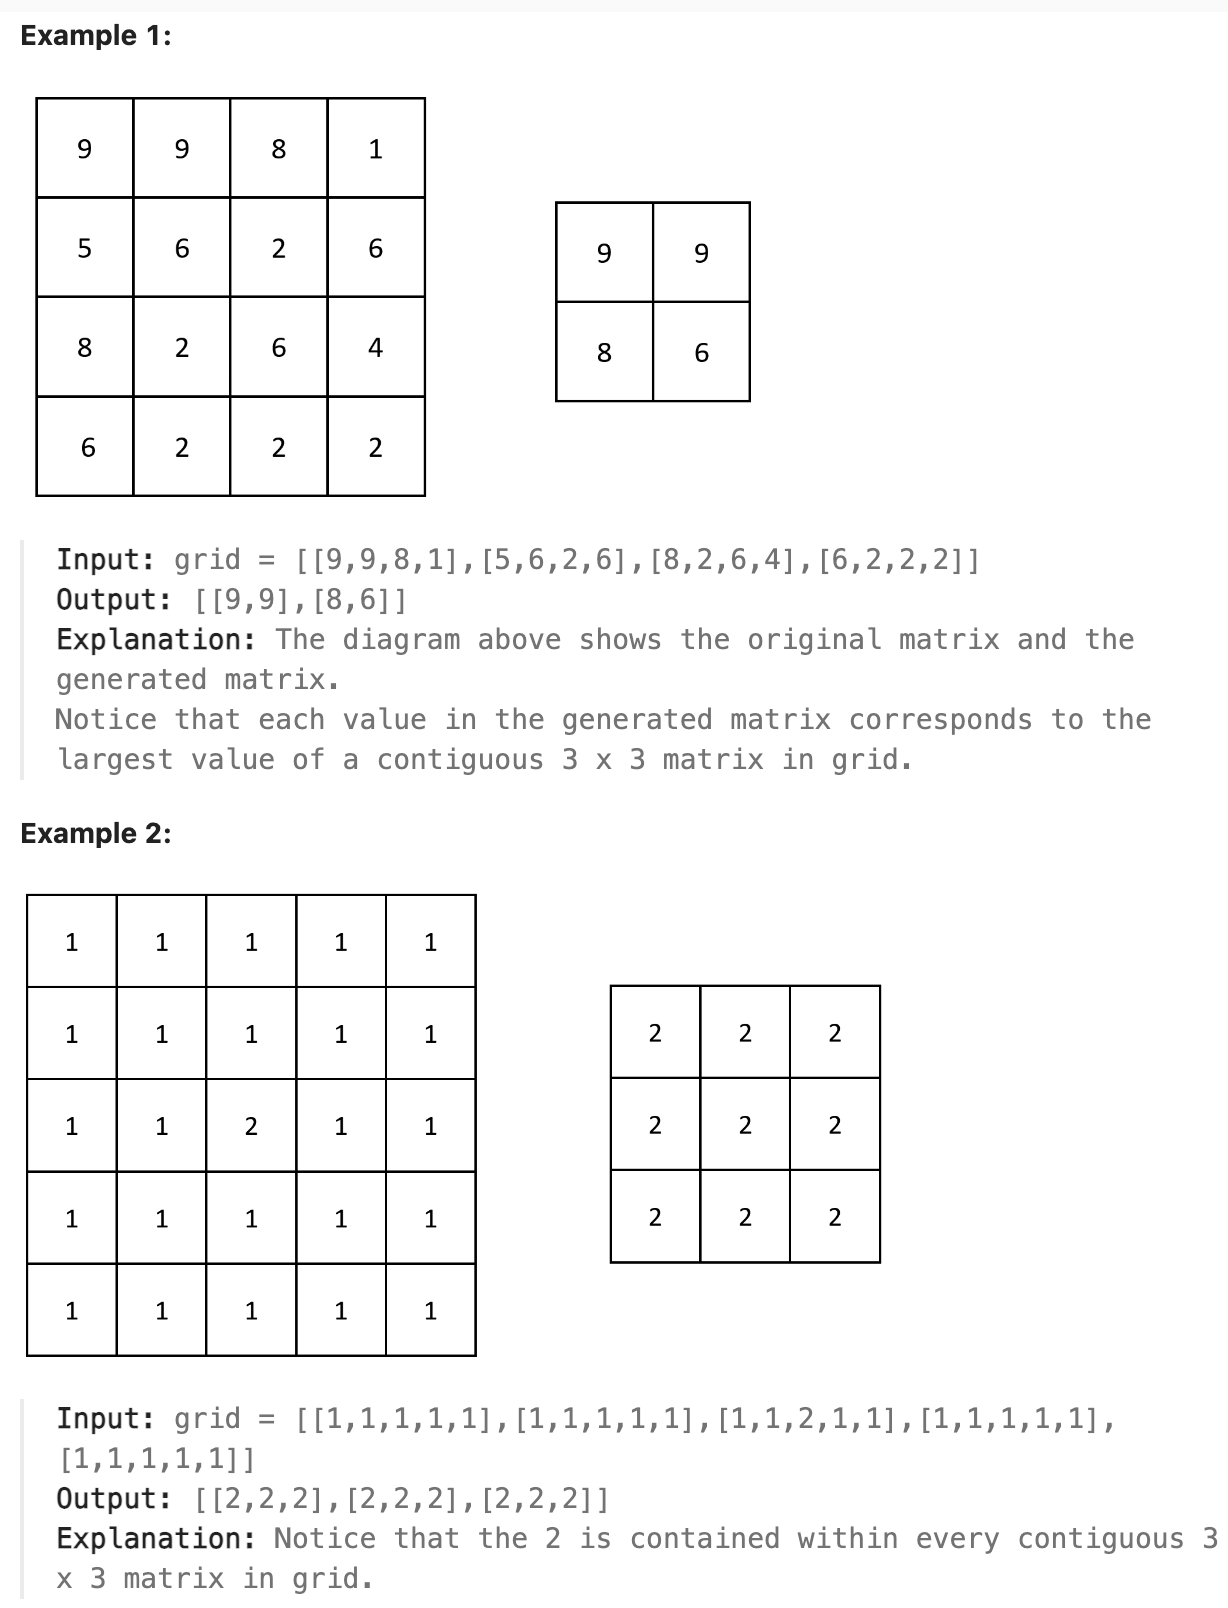 Example 1:
9 9 8 1
5 6 2 6
8 2 6 4
6 2 2 2
9 9
8 6
Input: grid = [[9,9,8,1],[5,6,2,6],[8,2,6,4],[6,2,2,2]]
Output: [[9,9],[8,6]]
Explanation: The diagram above shows the original matrix and the
generated matrix.
Notice that each value in the generated matrix corresponds to the
largest value of a contiguous 3 x 3 matrix in grid.
Example 2:
1 1 1 1 1
1 1 1 1 1
1 1 2 1 1
1 1 1 1 1
1 1 1 1 1
2 2 2
2 2 2
2 2 2
Input: grid = [[1,1,1,1,1],[1,1,1,1,1],[1,1,2,1,1],[1,1,1,1,1],
[1,1,1,1,1]]
Output: [[2,2,2],[2,2,2],[2,2,2]]
Explanation: Notice that the 2 is contained within every contiguous 3
x 3 matrix in grid.